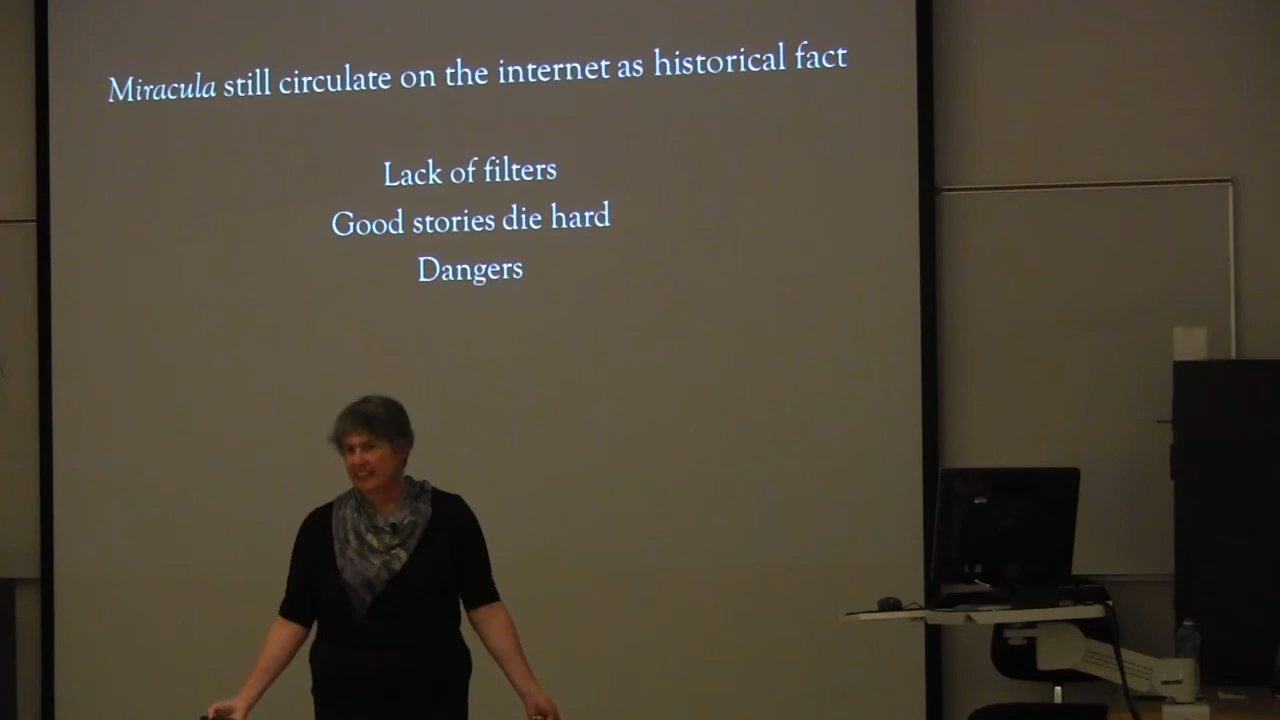 Miracula still circulate on the internet as historical fact
Lack of filters
Good stories die hard
Dangers